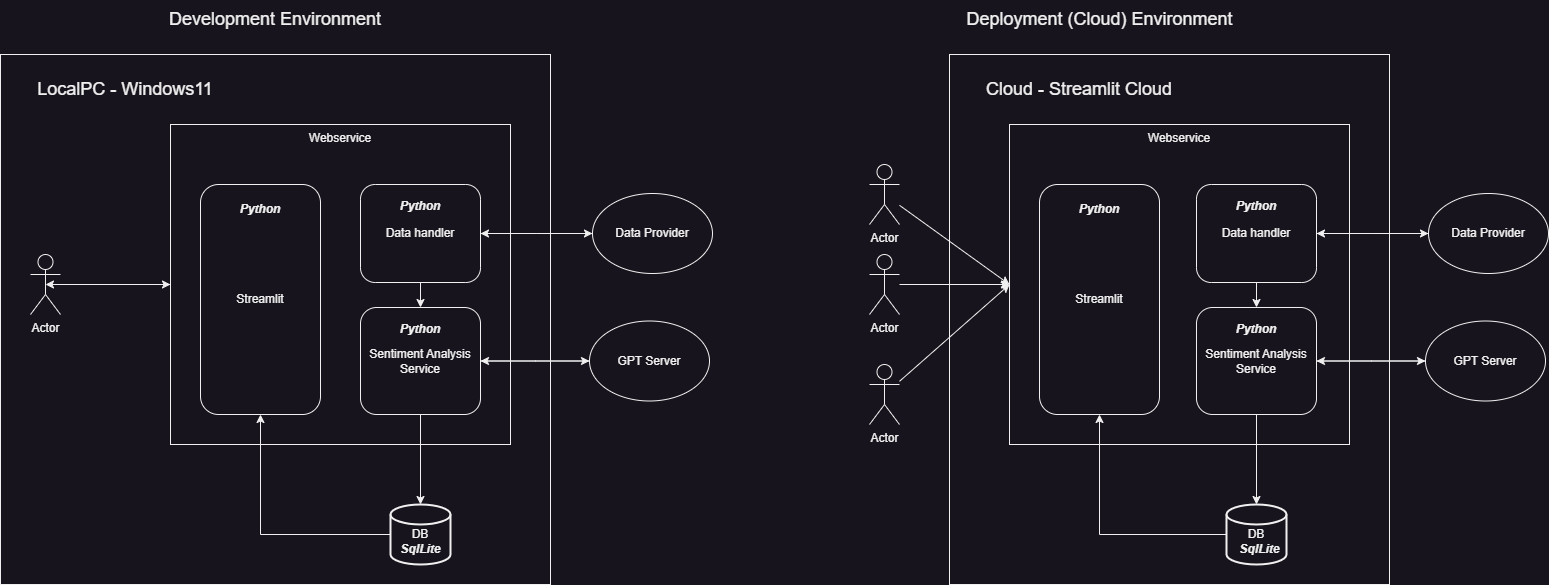 Development Environment
LocalPC - Windows11
Webservice
Python
Streamlit
Python
Data handler
Python
Sentiment Analysis
Service
Data Provider
GPT Server
Actor
DB
SqlLite
Deployment (Cloud) Environment
Cloud - Streamlit Cloud
Webservice
Actor
Actor
Actor
Python
Streamlit
Python
Data handler
Python
Sentiment Analysis
Service
Data Provider
GPT Server
DB
SqlLite